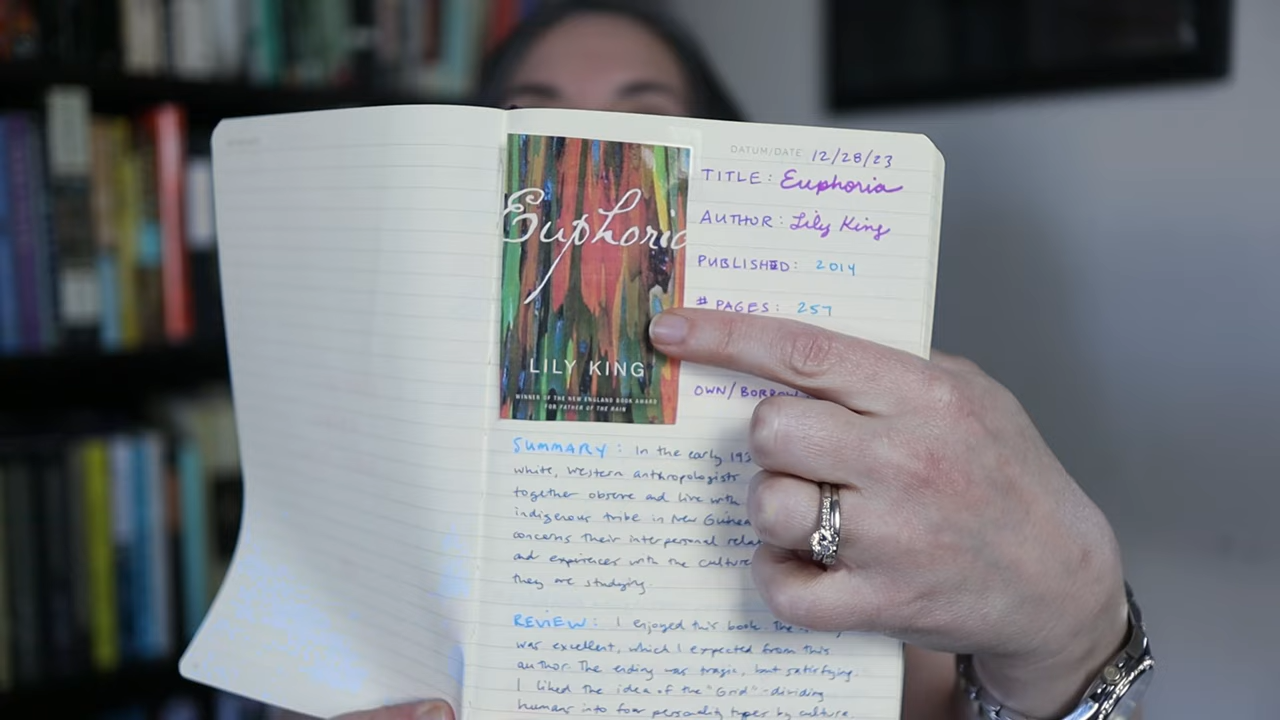 Euphoria
LILY KING
WINNER OF THE NEW ENGLAND BOOK AWARD
FOR FATHER OF THE RAIN
DATUM/DATE 12/28/23
TITLE: Euphoria
AUTHOR: Lily King
PUBLISHED: 2014
# PAGES: 257
OWN/BORROW
SUMMARY: In the early 193
white, western anthropologists
together observe and live with
indigenous tribe in New Guinea
concerns their interpersonal rela
and experiences with the culture
they are studying.
REVIEW: I enjoyed this book. The
was excellent, which I expected from this
author. The ending was tragic, but satisfying.
I liked the idea of the "Grid" - dividing
humans into four personality types by culture.